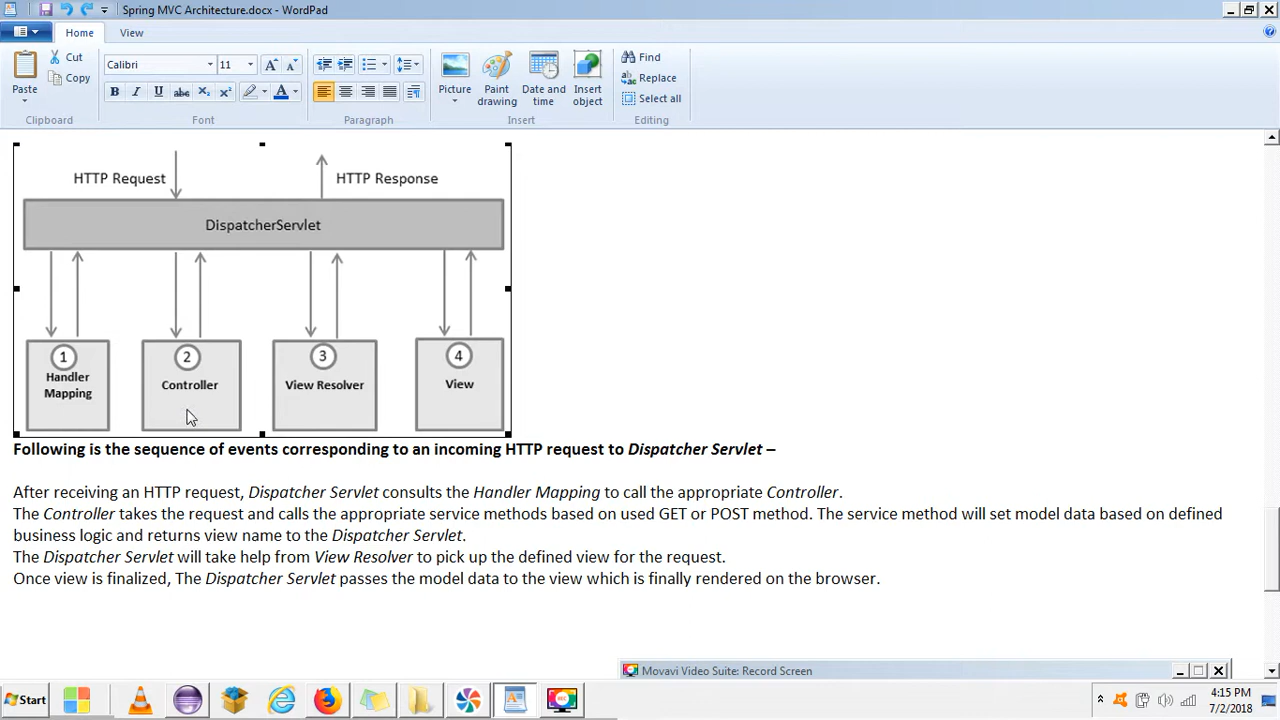 Spring MVC Architecture.docx - WordPad
Home View
Cut
Copy
Paste
Clipboard
Calibri 11
Font
Paragraph
Picture
Paint drawing
Date and time
Insert object
Insert
Find
Replace
Select all
Editing
HTTP Request HTTP Response
DispatcherServlet
1 Handler Mapping
2 Controller
3 View Resolver
4 View
Following is the sequence of events corresponding to an incoming HTTP request to Dispatcher Servlet –
After receiving an HTTP request, Dispatcher Servlet consults the Handler Mapping to call the appropriate Controller.
The Controller takes the request and calls the appropriate service methods based on used GET or POST method. The service method will set model data based on defined
business logic and returns view name to the Dispatcher Servlet.
The Dispatcher Servlet will take help from View Resolver to pick up the defined view for the request.
Once view is finalized, The Dispatcher Servlet passes the model data to the view which is finally rendered on the browser.
Movavi Video Suite: Record Screen
Start
4:15 PM
7/2/2018